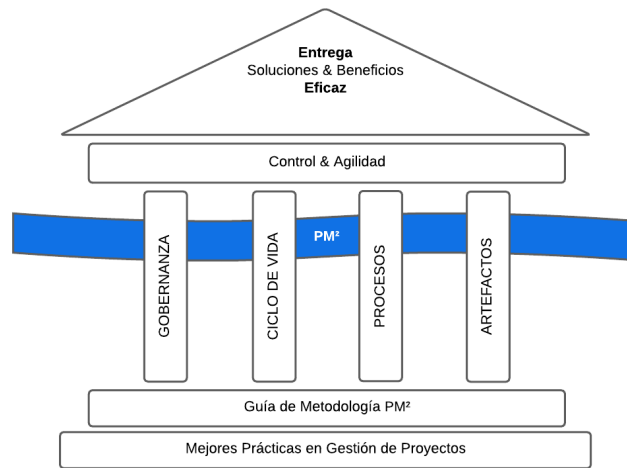 Entrega
Soluciones & Beneficios
Eficaz
Control & Agilidad
PM²
GOBERNANZA
CICLO DE VIDA
PROCESOS
ARTEFACTOS
Guía de Metodología PM²
Mejores Prácticas en Gestión de Proyectos